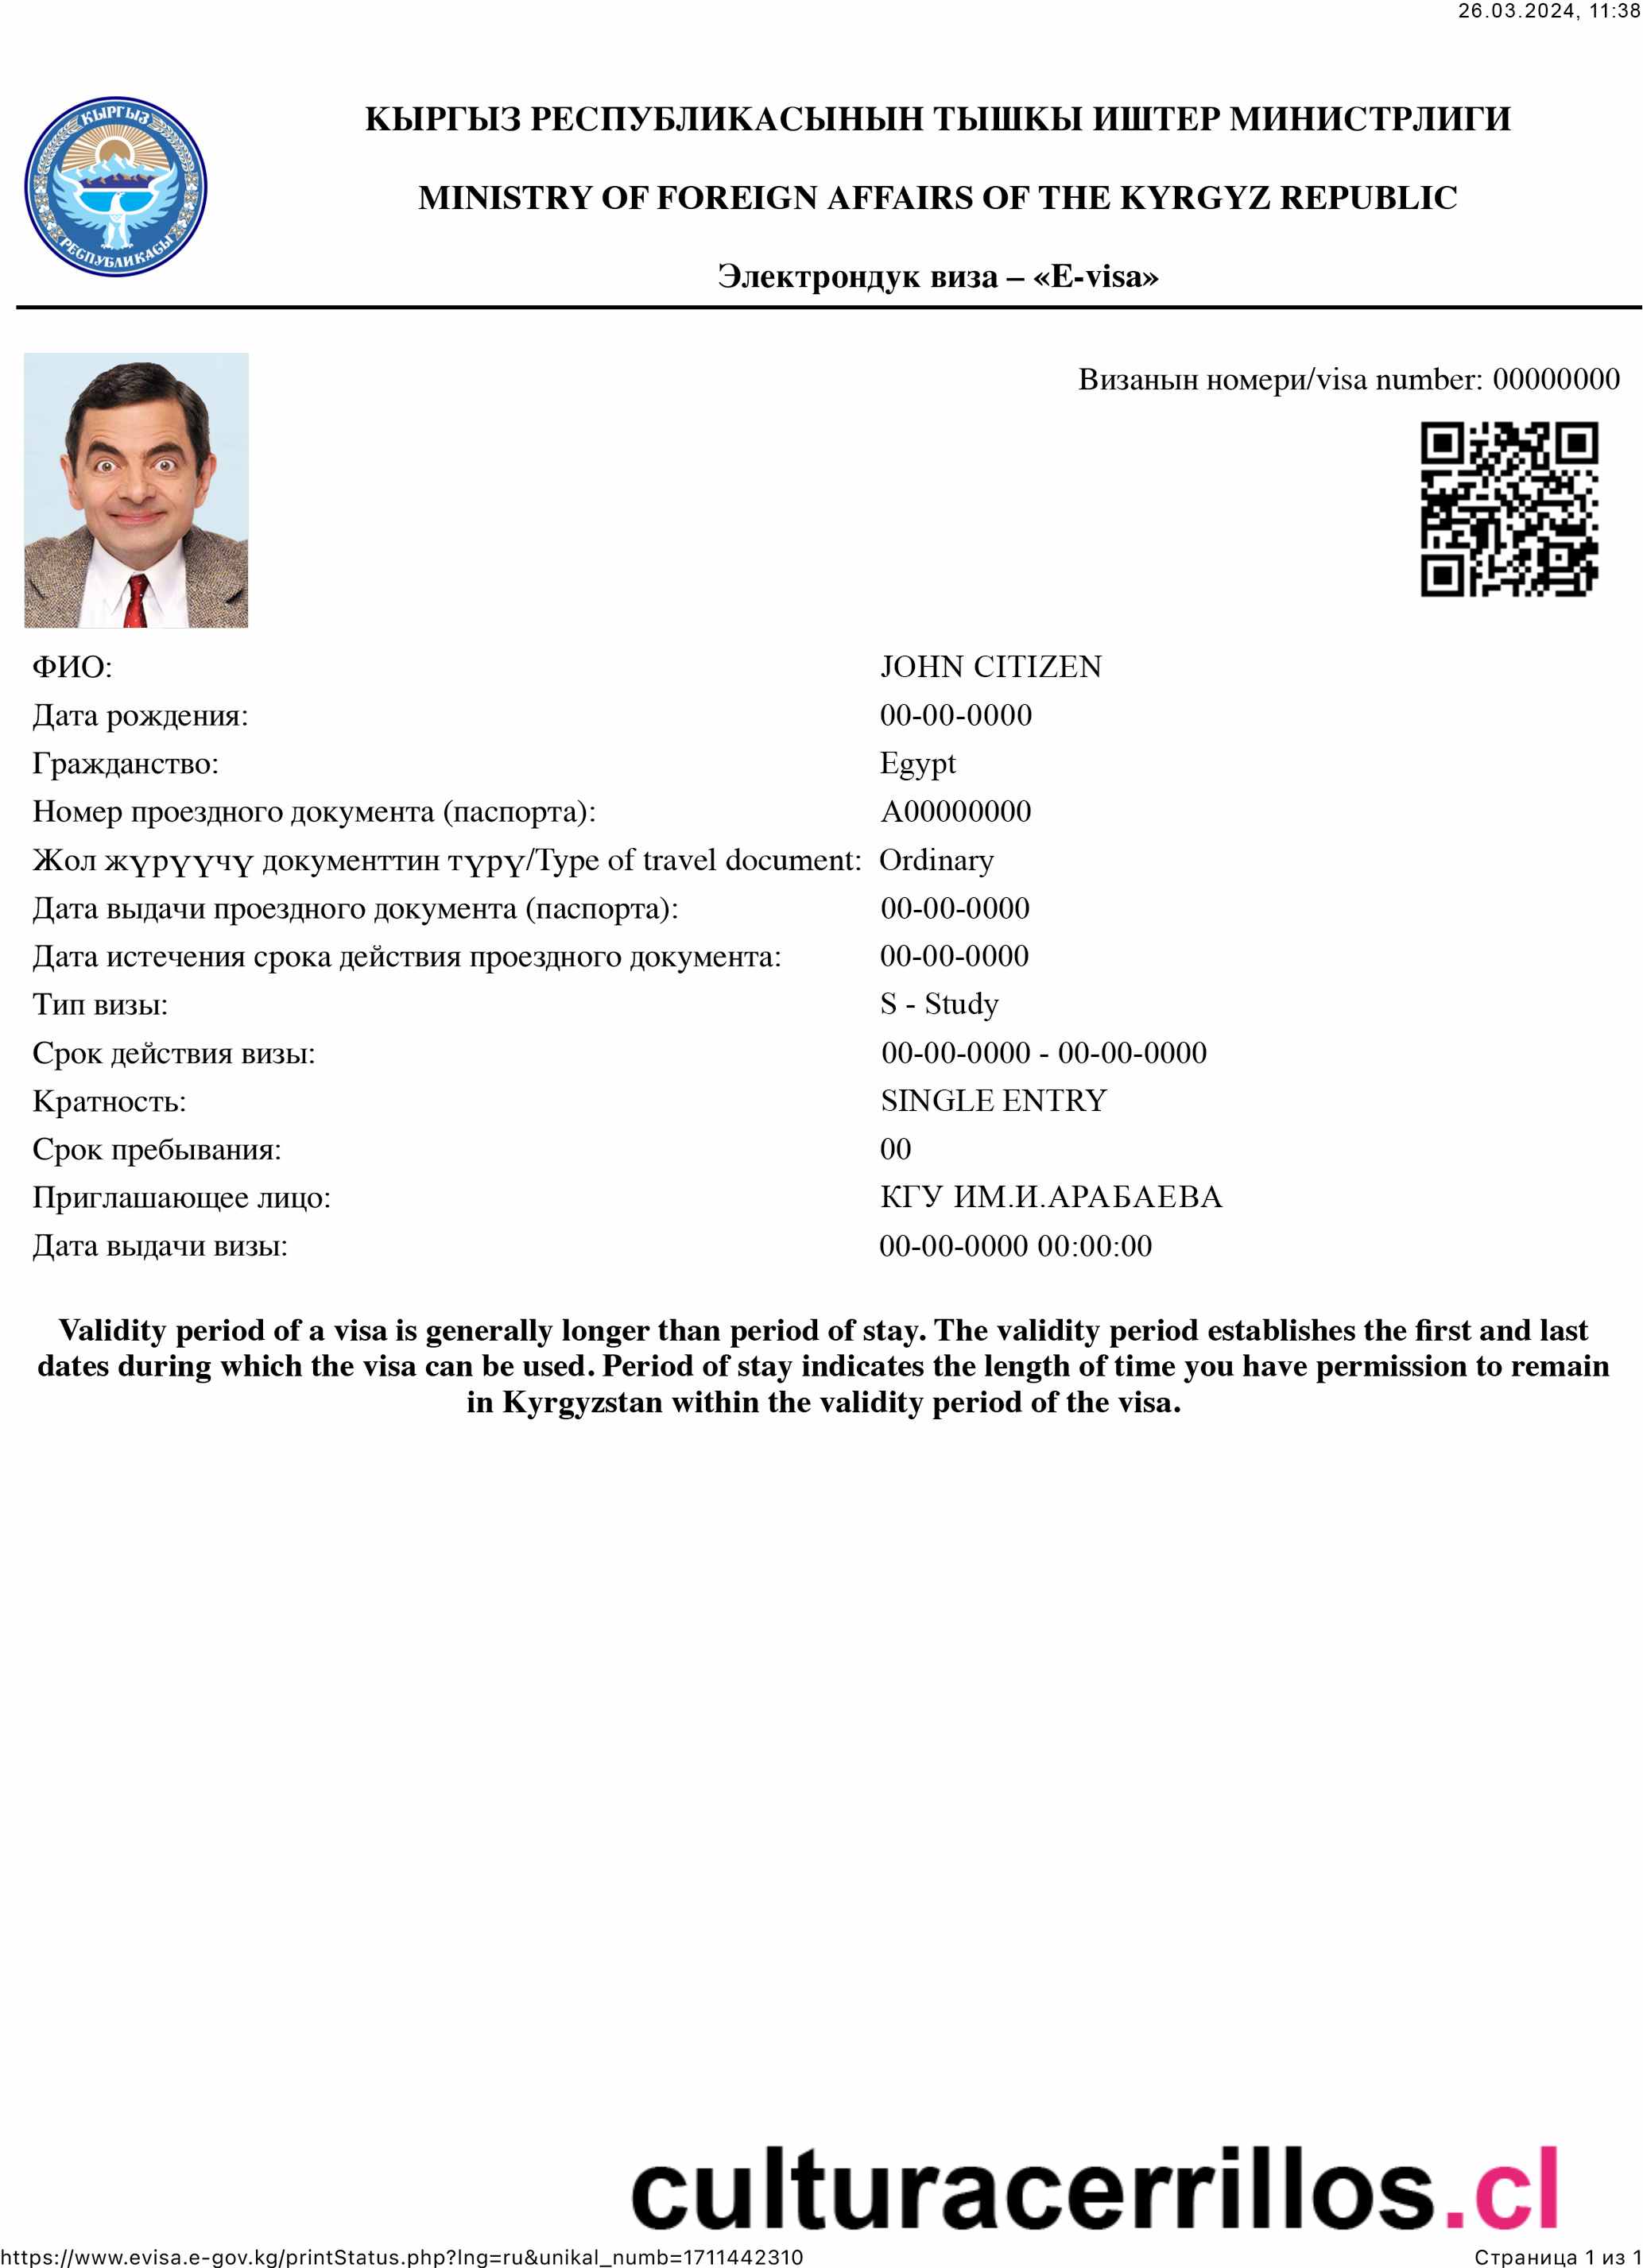 26.03.2024, 11:38
КЫРГЫЗ РЕСПУБЛИКАСЫНЫН ТЫШКЫ ИШТЕР МИНИСТРЛИГИ
КЫРГЫЗ
MINISTRY OF FOREIGN AFFAIRS OF THE KYRGYZ REPUBLIC
РЕСПУБЛИКАСЫ
Электрондук виза – «E-visa»
Визанын номери/visa number: 00000000
ФИО: JOHN CITIZEN
Дата рождения: 00-00-0000
Гражданство: Egypt
Номер проездного документа (паспорта): A00000000
Жол жүрүүчү документтин түрү/Type of travel document: Ordinary
Дата выдачи проездного документа (паспорта): 00-00-0000
Дата истечения срока действия проездного документа: 00-00-0000
Тип визы: S - Study
Срок действия визы: 00-00-0000 - 00-00-0000
Кратность: SINGLE ENTRY
Срок пребывания: 00
Приглашающее лицо: КГУ ИМ.И.АРАБАЕВА
Дата выдачи визы: 00-00-0000 00:00:00
Validity period of a visa is generally longer than period of stay. The validity period establishes the first and last
dates during which the visa can be used. Period of stay indicates the length of time you have permission to remain
in Kyrgyzstan within the validity period of the visa.
culturacerrillos.cl
https://www.evisa.e-gov.kg/printStatus.php?lng=ru&unikal_numb=1711442310
Страница 1 из 1